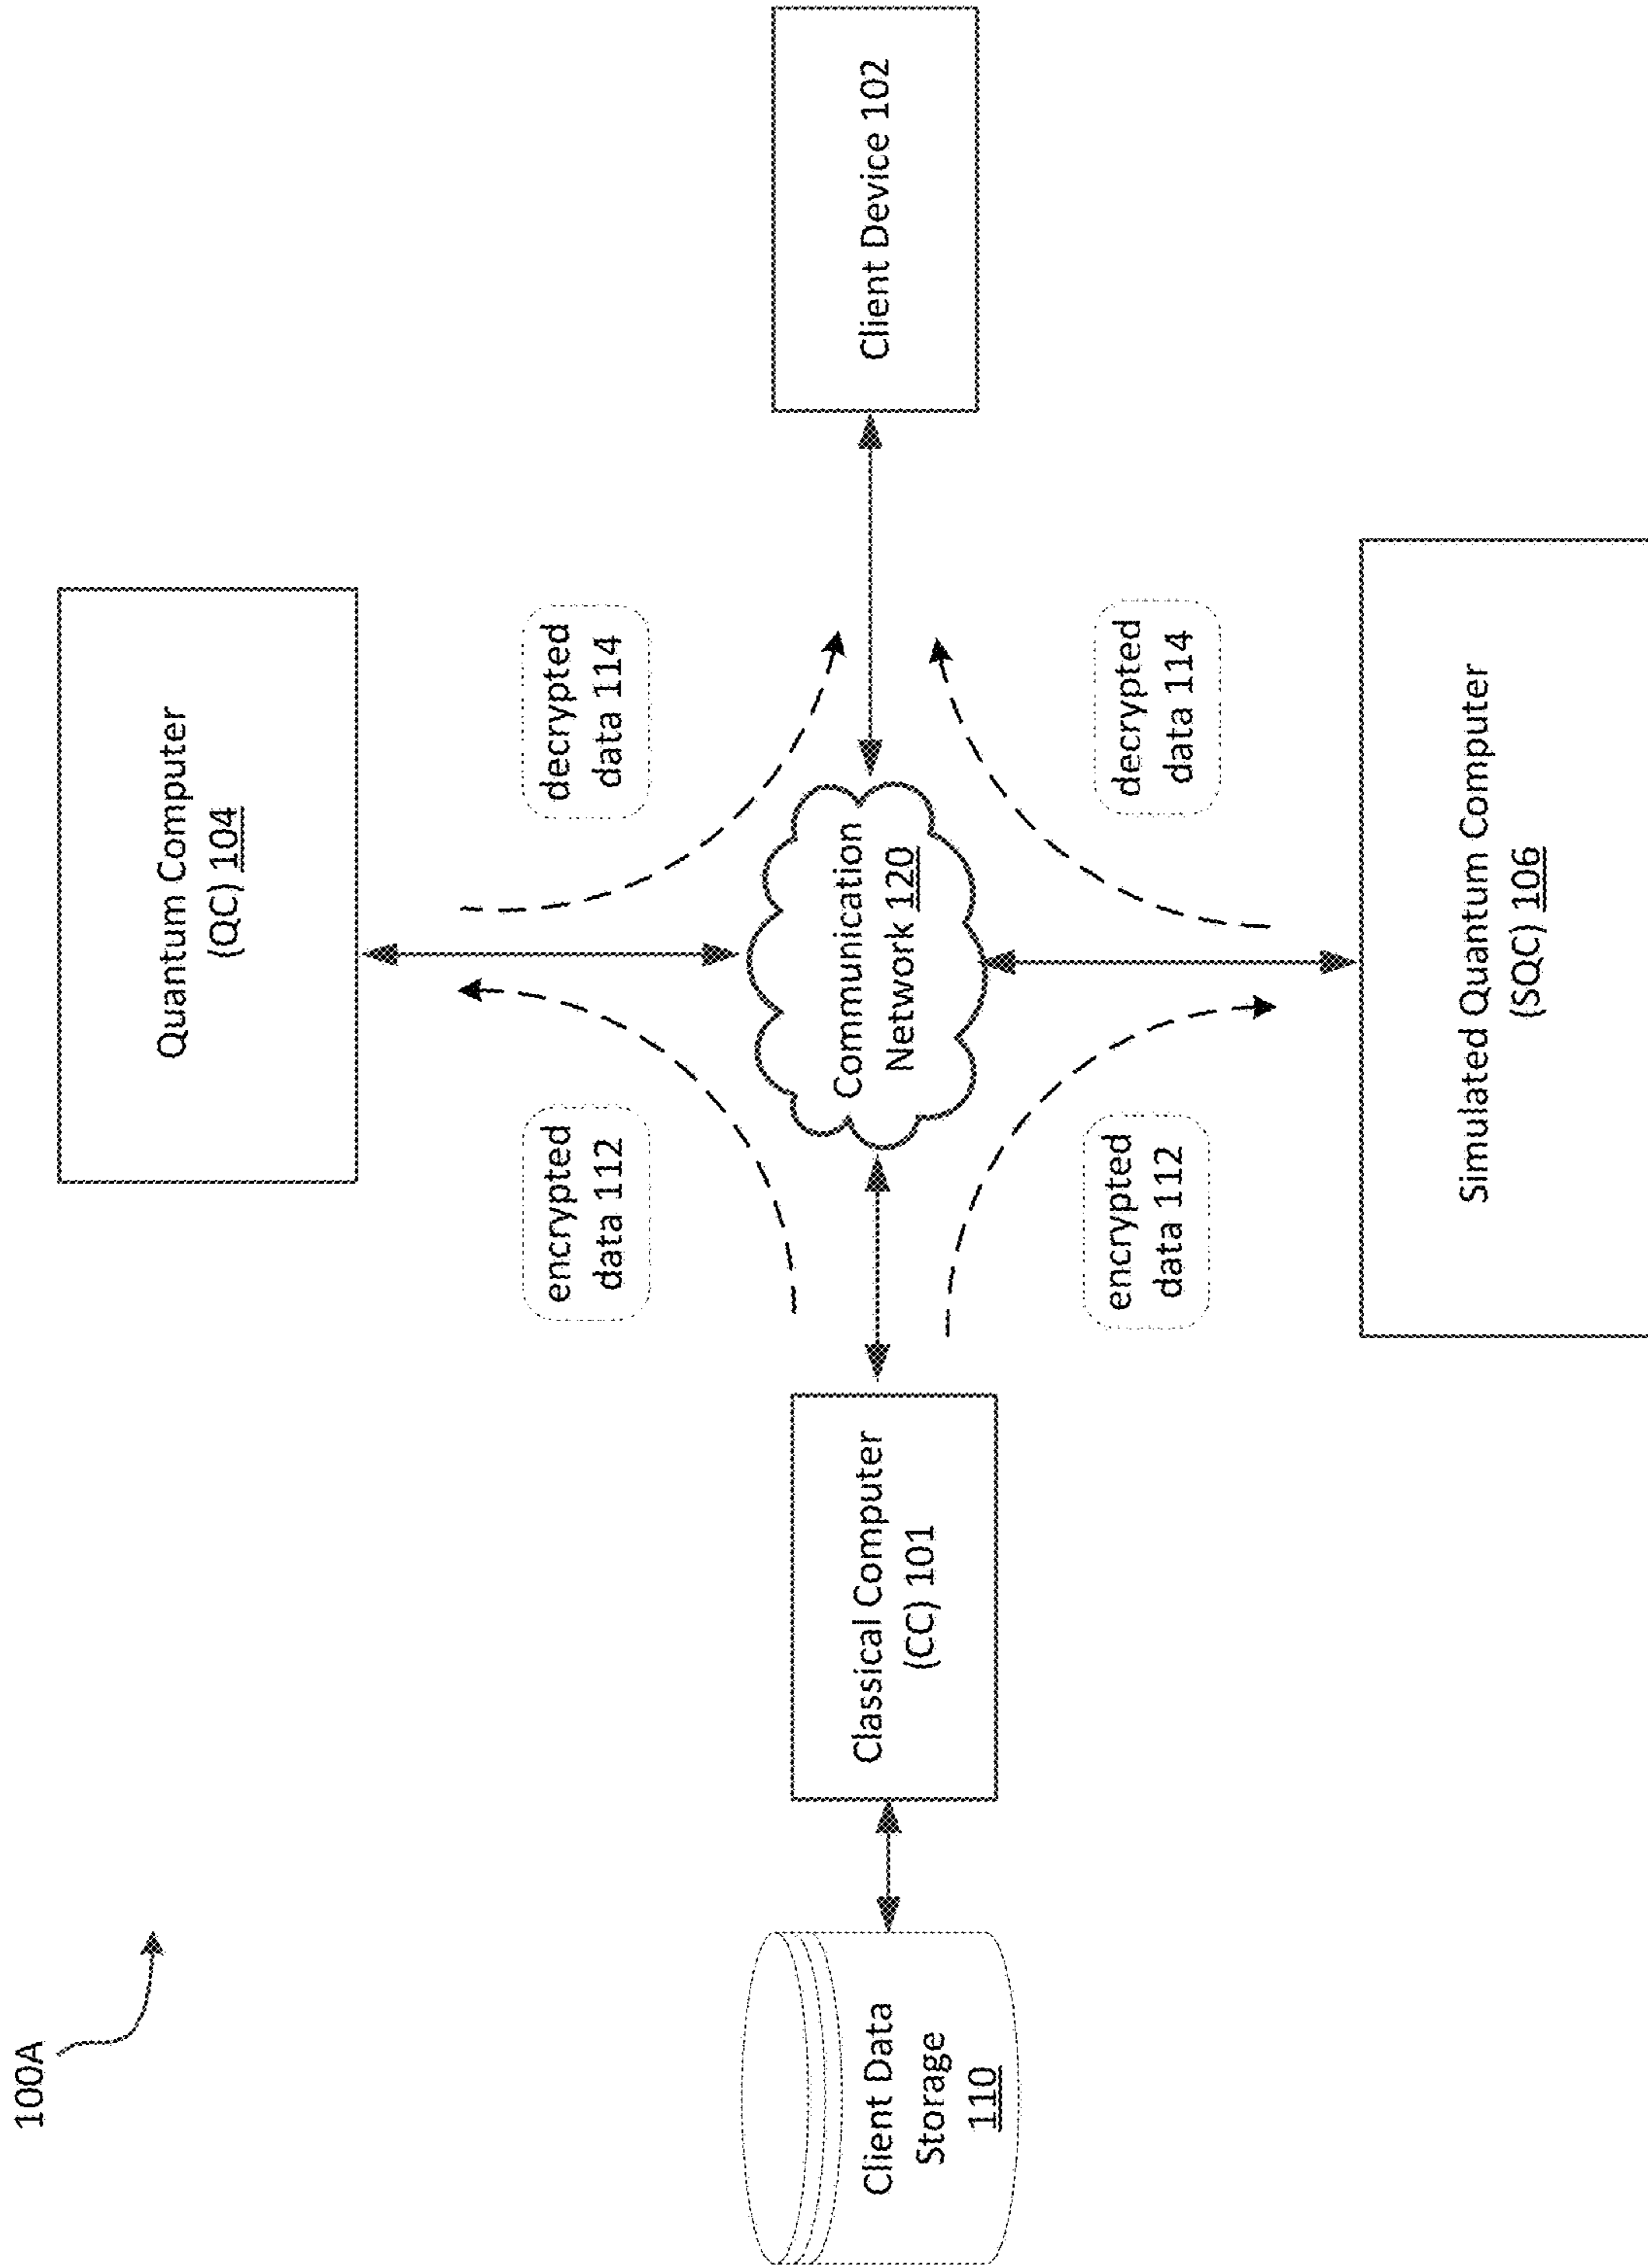 100A
Quantum Computer
(QC) 104
encrypted
data 112
decrypted
data 114
Client Data
Storage
110
Classical Computer
(CC) 101
Communication
Network 120
Client Device 102
encrypted
data 112
decrypted
data 114
Simulated Quantum Computer
(SQC) 106